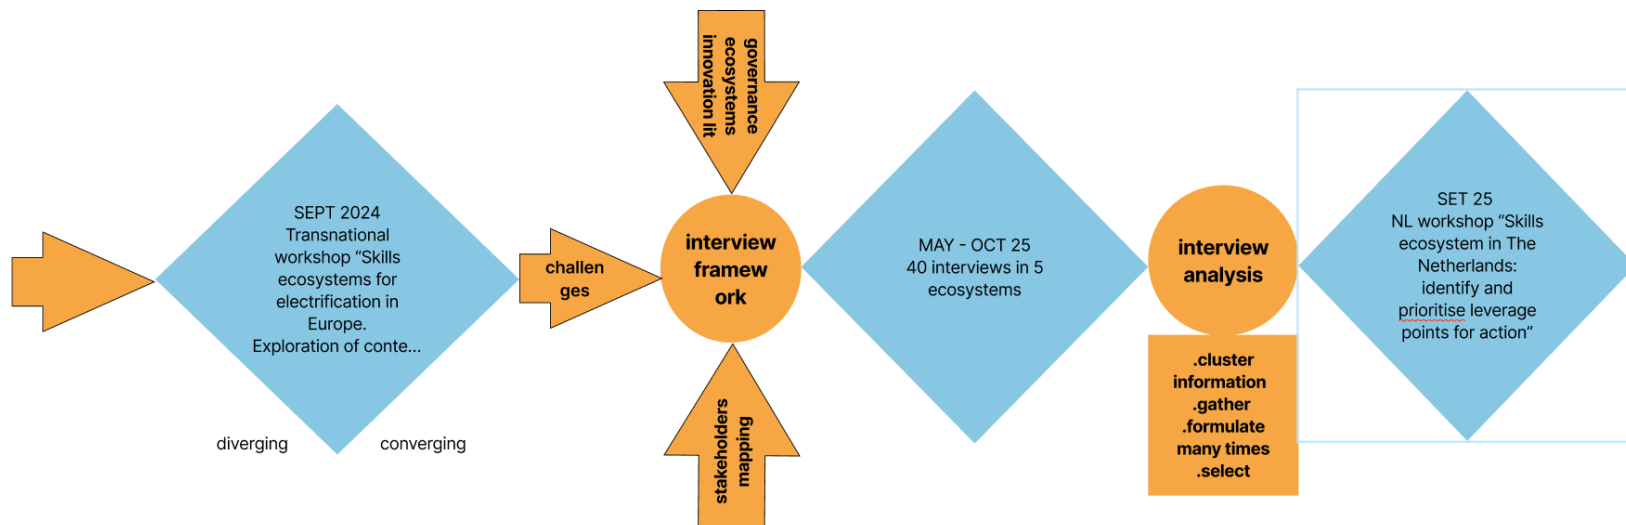 SEPT 2024
Transnational
workshop “Skills
ecosystems for
electrification in
Europe.
Exploration of conte...
diverging
converging
challen
ges
governance
ecosystems
innovation lit
interview
framew
ork
stakeholders
mapping
MAY - OCT 25
40 interviews in 5
ecosystems
interview
analysis
.cluster
information
.gather
.formulate
many times
.select
SET 25
NL workshop “Skills
ecosystem in The
Netherlands:
identify and
prioritise leverage
points for action”